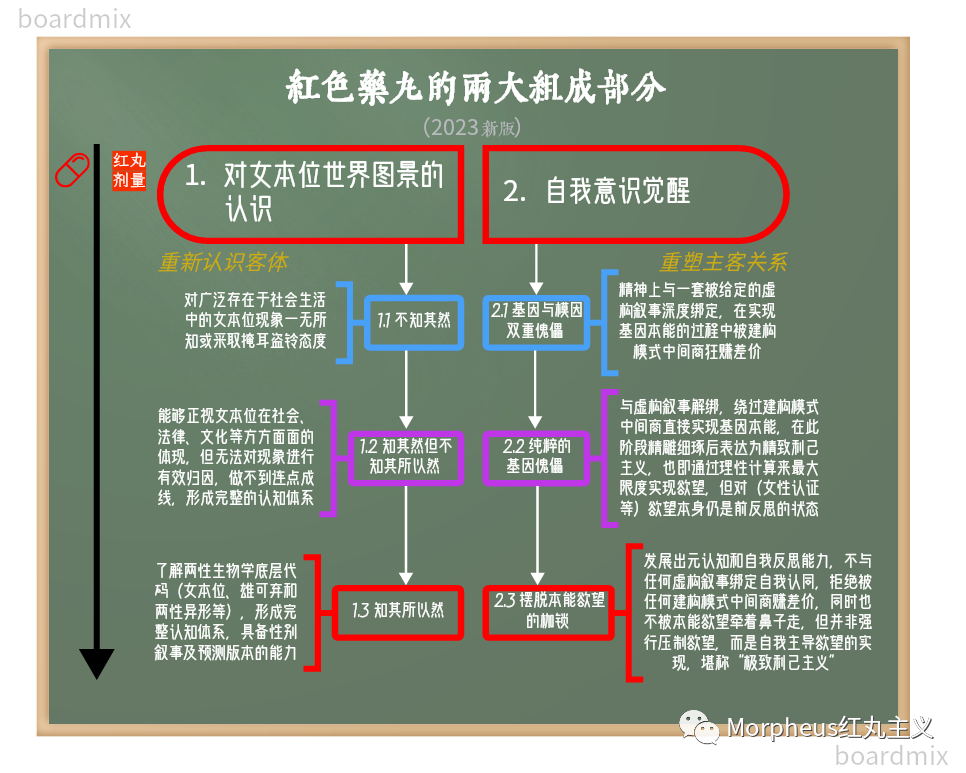 boardmix
紅色藥丸的兩大組成部分
（2023新版）
红丸
剂量
1. 对女本位世界图景的
认识
2. 自我意识觉醒
重新认识客体
重塑主客关系
对广泛存在于社会生活
中的女本位现象一无所
知或采取掩耳盗铃态度
1.1 不知其然
2.1 基因与模因
双重傀儡
精神上与一套被给定的虚
构叙事深度绑定，在实现
基因本能的过程中被建构
模式中间商狂赚差价
能够正视女本位在社会、
法律、文化等方方面面的
体现，但无法对现象进行
有效归因，做不到连点成
线，形成完整的认知体系
1.2 知其然但不
知其所以然
2.2 纯粹的
基因傀儡
与虚构叙事解绑，绕过建构模式
中间商直接实现基因本能，在此
阶段精雕细琢后表达为精致利己
主义，也即通过理性计算来最大
限度实现欲望，但对（女性认证
等）欲望本身仍是前反思的状态
了解两性生物学底层代
码（女本位、雄可弃和
两性异形等），形成完
整认知体系，具备性别
叙事及预测版本的能力
1.3 知其所以然
2.3 摆脱本能欲望
的枷锁
发展出元认知和自我反思能力，不与
任何虚构叙事绑定自我认同，拒绝被
任何建构模式中间商赚差价，同时也
不被本能欲望牵着鼻子走，但并非强
行压制欲望，而是自我主导欲望的实
现，堪称“极致利己主义”
Morpheus红丸主义
boardmix